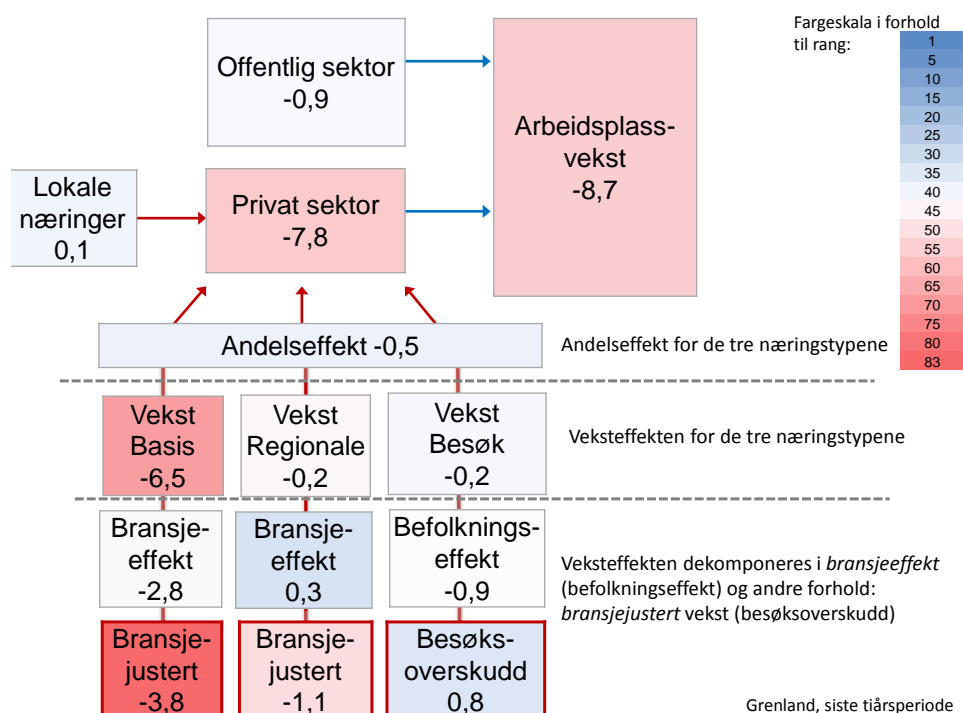 Fargeskala i forhold
til rang:
1
5
10
15
20
25
30
35
40
45
50
55
60
65
70
75
80
83
Offentlig sektor
-0,9
Arbeidsplass-
vekst
-8,7
Lokale
næringer
0,1
Privat sektor
-7,8
Andelseffekt -0,5
Andelseffekt for de tre næringstypene
Vekst
Basis
-6,5
Vekst
Regionale
-0,2
Vekst
Besøk
-0,2
Veksteffekten for de tre næringstypene
Bransje-
effekt
-2,8
Bransje-
effekt
0,3
Befolknings-
effekt
-0,9
Veksteffekten dekomponeres i bransjeeffekt
(befolkningseffekt) og andre forhold:
bransjejustert vekst (besøksoverskudd)
Bransje-
justert
-3,8
Bransje-
justert
-1,1
Besøks-
overskudd
0,8
Grenland, siste tiårsperiode